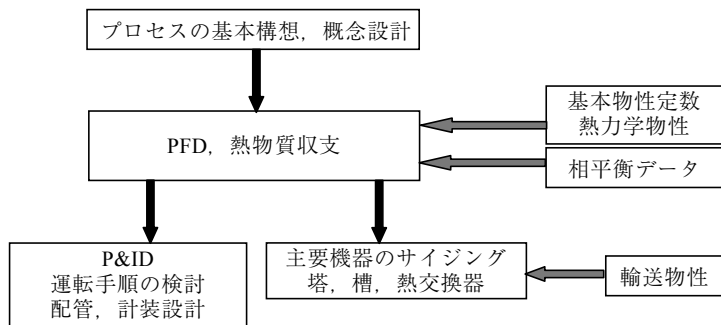 プロセスの基本構想，概念設計
基本物性定数
熱力学物性
PFD，熱物質収支
相平衡データ
P&ID
運転手順の検討
配管，計装設計
主要機器のサイジング
塔，槽，熱交換器
輸送物性